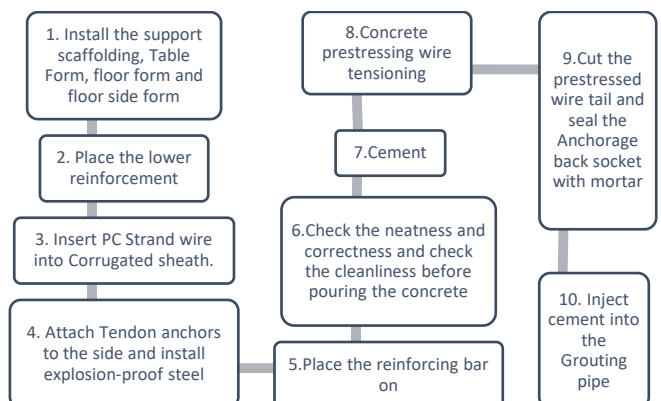 1. Install the support
scaffolding, Table
Form, floor form and
floor side form
2. Place the lower
reinforcement
3. Insert PC Strand wire
into Corrugated sheath.
4. Attach Tendon anchors
to the side and install
explosion-proof steel
5.Place the reinforcing bar
on
6.Check the neatness and
correctness and check
the cleanliness before
pouring the concrete
7.Cement
8.Concrete
prestressing wire
tensioning
9.Cut the
prestressed
wire tail and
seal the
Anchorage
back socket
with mortar
10. Inject
cement into
the
Grouting
pipe